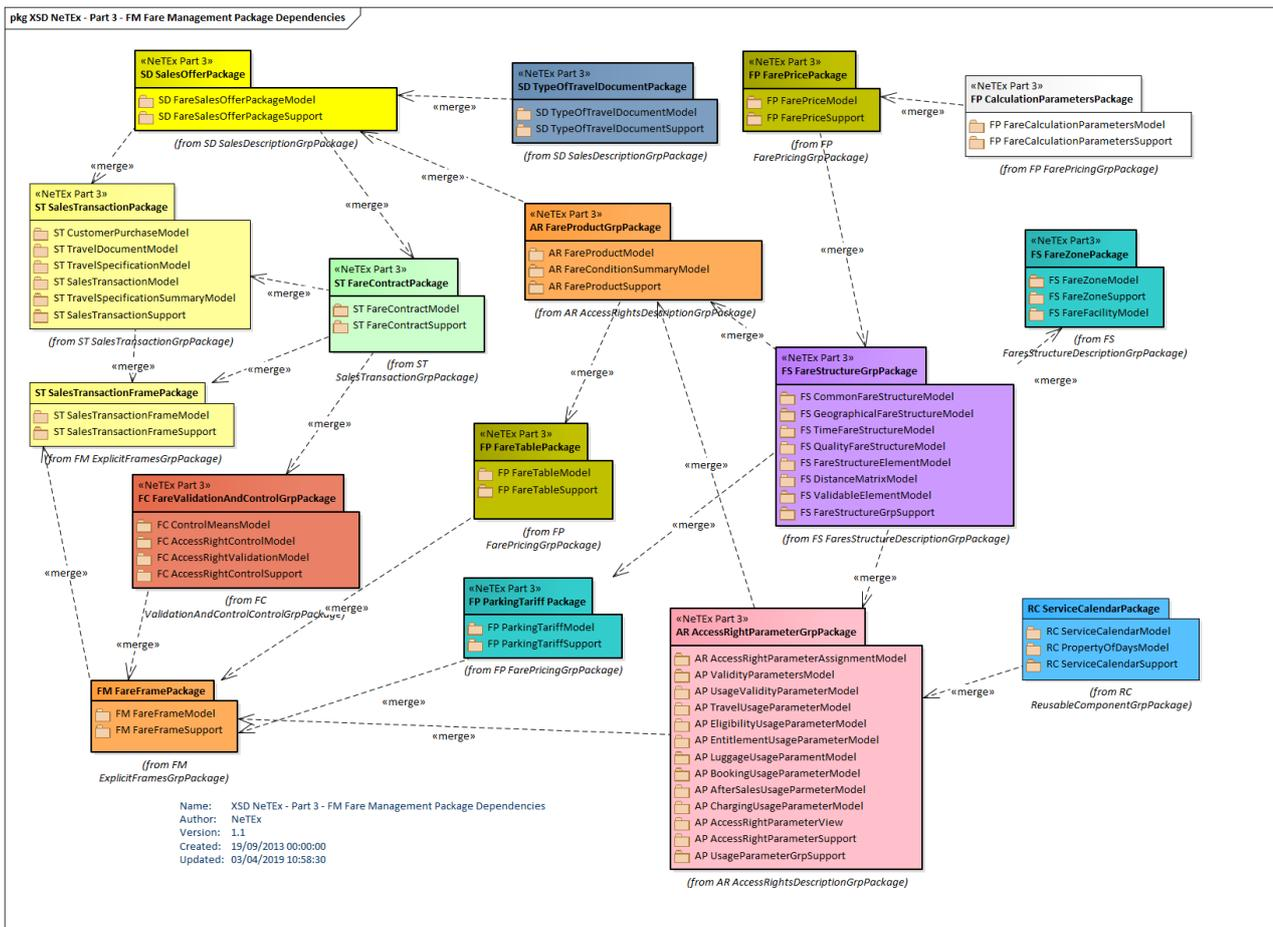 pkg XSD NeTEx - Part 3 - FM Fare Management Package Dependencies
«NeTEx Part 3»
SD SalesOfferPackage
SD FareSalesOfferPackageModel
SD FareSalesOfferPackageSupport
(from SD SalesDescriptionGrpPackage)
«merge»
«NeTEx Part 3»
SD TypeOfTravelDocumentPackage
SD TypeOfTravelDocumentModel
SD TypeOfTravelDocumentSupport
(from SD SalesDescriptionGrpPackage)
«NeTEx Part 3»
FP FarePricePackage
FP FarePriceModel
FP FarePriceSupport
(from FP
FarePricingGrpPackage)
«merge»
«NeTEx Part 3»
FP CalculationParametersPackage
FP FareCalculationParametersModel
FP FareCalculationParametersSupport
(from FP FarePricingGrpPackage)
«merge»
«merge»
«merge»
«merge»
«NeTEx Part 3»
ST SalesTransactionPackage
ST CustomerPurchaseModel
ST TravelDocumentModel
ST TravelSpecificationModel
ST SalesTransactionModel
ST TravelSpecificationSummaryModel
ST SalesTransactionSupport
(from ST SalesTransactionGrpPackage)
«merge»
«NeTEx Part 3»
ST FareContractPackage
ST FareContractModel
ST FareContractSupport
(from ST
SalesTransactionGrpPackage)
«NeTEx Part 3»
AR FareProductGrpPackage
AR FareProductModel
AR FareConditionSummaryModel
AR FareProductSupport
(from AR AccessRightsDescriptionGrpPackage)
«merge»
«merge»
«NeTEx Part3»
FS FareZonePackage
FS FareZoneModel
FS FareZoneSupport
FS FareFacilityModel
(from FS
FaresStructureDescriptionGrpPackage)
«merge»
«merge»
«merge»
«merge»
ST SalesTransactionFramePackage
ST SalesTransactionFrameModel
ST SalesTransactionFrameSupport
(from FM ExplicitFramesGrpPackage)
«merge»
«NeTEx Part 3»
FS FareStructureGrpPackage
FS CommonFareStructureModel
FS GeographicalFareStructureModel
FS TimeFareStructureModel
FS QualityFareStructureModel
FS FareStructureElementModel
FS DistanceMatrixModel
FS ValidableElementModel
FS FareStructureGrpSupport
(from FS FaresStructureDescriptionGrpPackage)
«merge»
«NeTEx Part 3»
FP FareTablePackage
FP FareTableModel
FP FareTableSupport
(from FP
FarePricingGrpPackage)
«merge»
«merge»
«NeTEx Part 3»
FC FareValidationAndControlGrpPackage
FC ControlMeansModel
FC AccessRightControlModel
FC AccessRightValidationModel
FC AccessRightControlSupport
(from FC
ValidationAndControlControlGrpPackage)
«merge»
«merge»
«merge»
«merge»
«NeTEx Part 3»
FP ParkingTariff Package
FP ParkingTariffModel
FP ParkingTariffSupport
(from FP FarePricingGrpPackage)
«NeTEx Part 3»
AR AccessRightParameterGrpPackage
AR AccessRightParameterAssignmentModel
AP ValidityParametersModel
AP UsageValidityParameterModel
AP TravelUsageParameterModel
AP EligibilityUsageParameterModel
AP EntitlementUsageParameterModel
AP LuggageUsageParamentModel
AP BookingUsageParameterModel
AP AfterSalesUsageParmeterModel
AP ChargingUsageParameterModel
AP AccessRightParameterView
AP AccessRightParameterSupport
AP UsageParameterGrpSupport
(from AR AccessRightsDescriptionGrpPackage)
RC ServiceCalendarPackage
RC ServiceCalendarModel
RC PropertyOfDaysModel
RC ServiceCalendarSupport
(from RC
ReusableComponentGrpPackage)
«merge»
«merge»
«merge»
FM FareFramePackage
FM FareFrameModel
FM FareFrameSupport
(from FM
ExplicitFramesGrpPackage)
Name: XSD NeTEx - Part 3 - FM Fare Management Package Dependencies
Author: NeTEx
Version: 1.1
Created: 19/09/2013 00:00:00
Updated: 03/04/2019 10:58:30